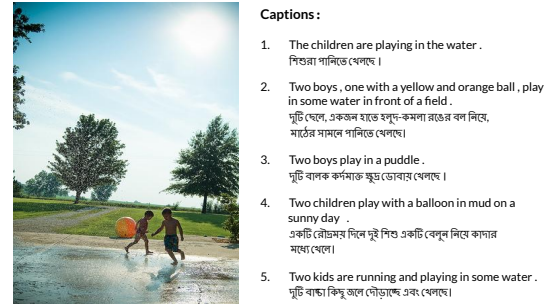 Captions :
1. The children are playing in the water .
শিশুরা পানিতে খেলছে ।
2. Two boys , one with a yellow and orange ball , play
in some water in front of a field .
দুটি ছেলে, একজন হাতে হলুদ-কমলা রঙের বল নিয়ে,
মাঠের সামনে পানিতে খেলছে।
3. Two boys play in a puddle .
দুটি বালক কর্দমাক্ত ক্ষুদ্র ডোবায় খেলছে ।
4. Two children play with a balloon in mud on a
sunny day .
একটি রৌদ্রময় দিনে দুই শিশু একটি বেলুন নিয়ে কাদার
মধ্যে খেলে।
5. Two kids are running and playing in some water .
দুটি বাচ্চা কিছু জলে দৌড়াচ্ছে এবং খেলছে।